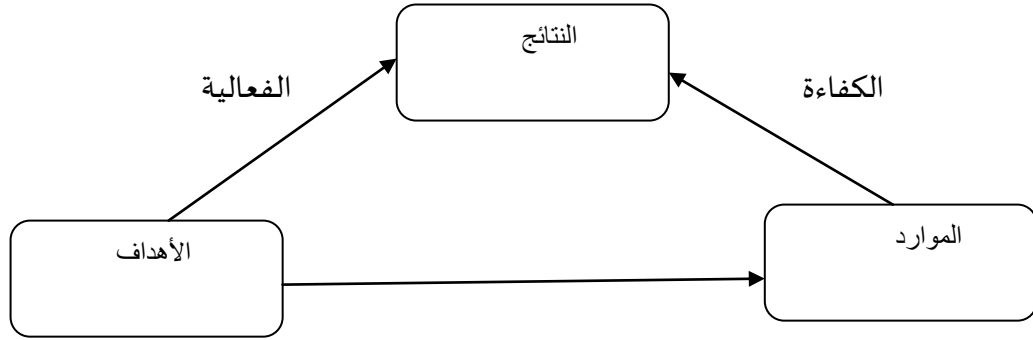 النتائج
الكفاءة
الفعالية
الموارد
الأهداف